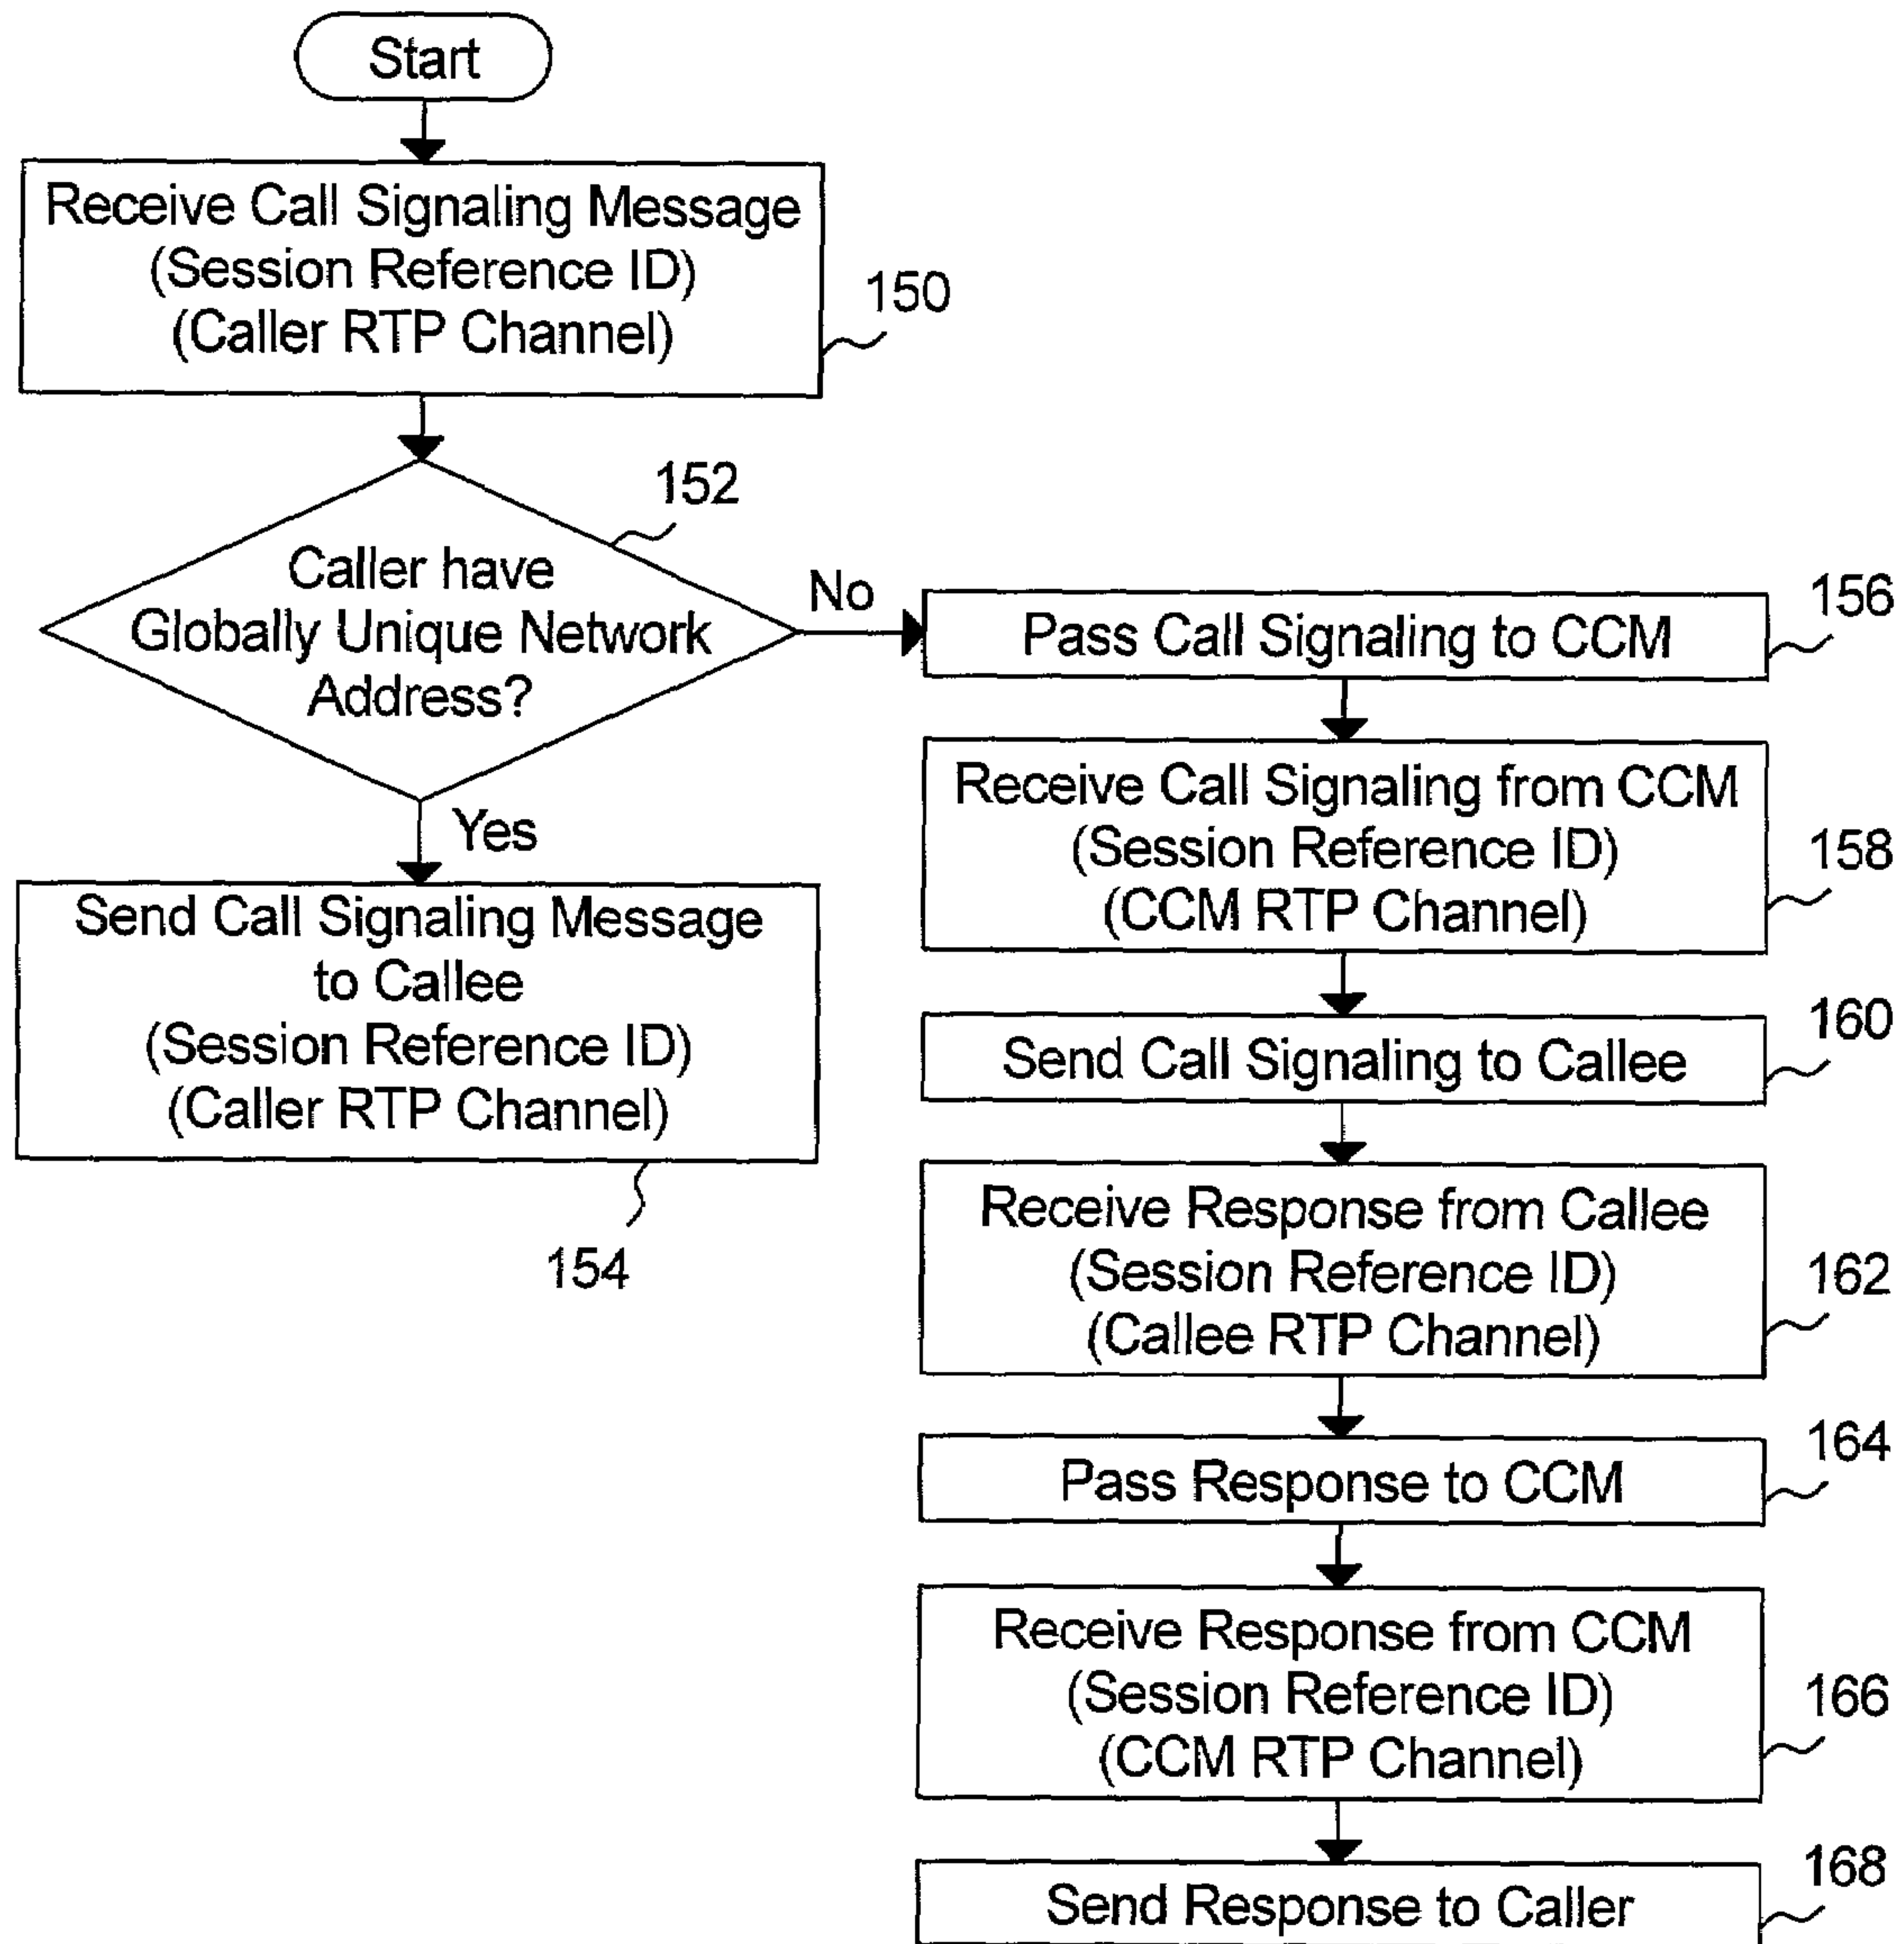 Start
Receive Call Signaling Message
(Session Reference ID)
(Caller RTP Channel)
150
152
Caller have
Globally Unique Network
Address?
No
Yes
Send Call Signaling Message
to Callee
(Session Reference ID)
(Caller RTP Channel)
154
Pass Call Signaling to CCM
156
Receive Call Signaling from CCM
(Session Reference ID)
(CCM RTP Channel)
158
Send Call Signaling to Callee
160
Receive Response from Callee
(Session Reference ID)
(Callee RTP Channel)
162
Pass Response to CCM
164
Receive Response from CCM
(Session Reference ID)
(CCM RTP Channel)
166
Send Response to Caller
168